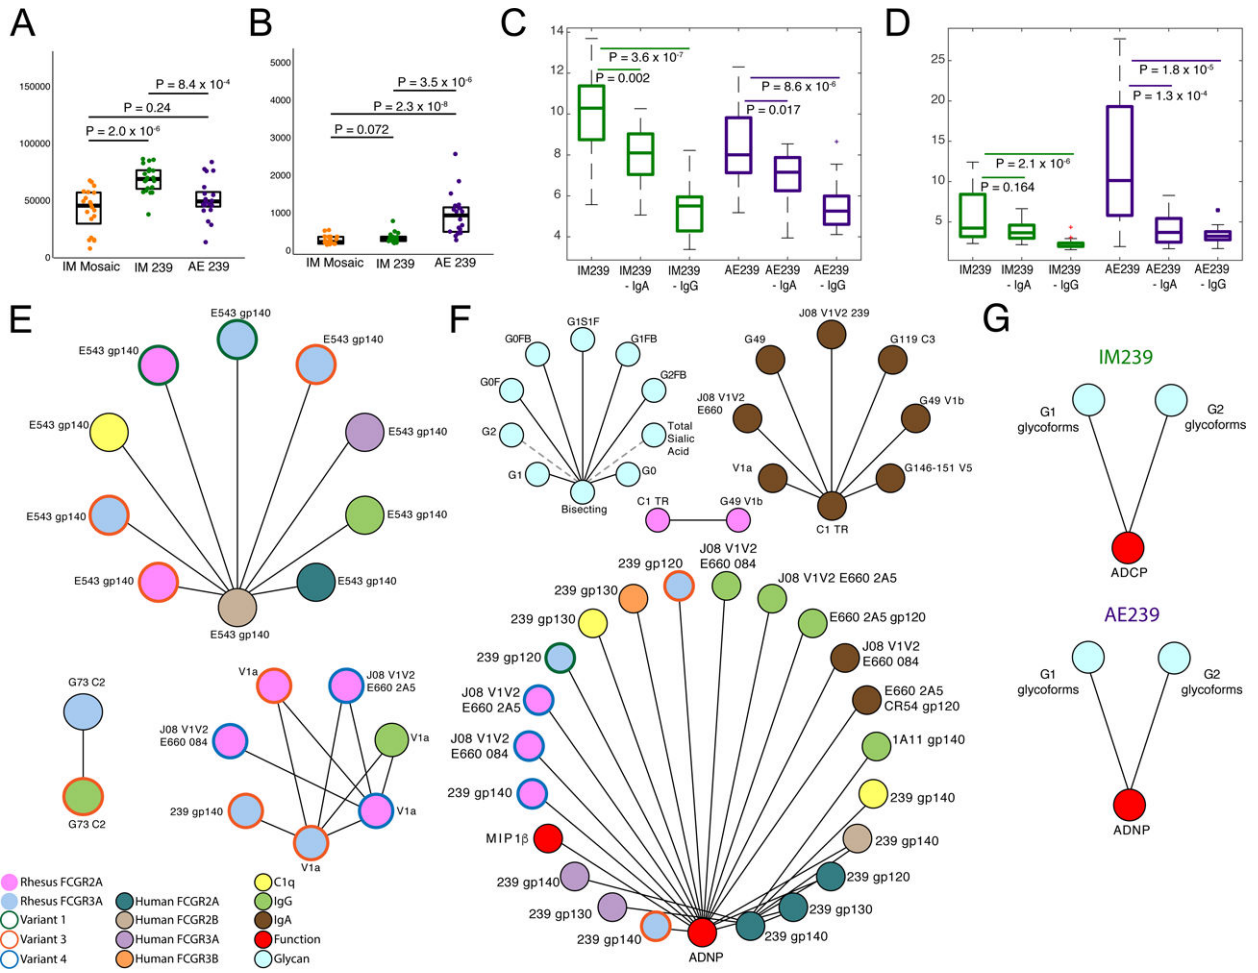 A
150000
100000
50000
0
P = 8.4 x 10-4
P = 0.24
P = 2.0 x 10-6
IM Mosaic
IM 239
AE 239
B
5000
4000
3000
2000
1000
0
P = 3.5 x 10-6
P = 2.3 x 10-8
P = 0.072
IM Mosaic
IM 239
AE 239
C
14
12
10
8
6
4
P = 3.6 x 10-7
P = 0.002
P = 8.6 x 10-6
P = 0.017
IM239
IM239
- IgA
IM239
- IgG
AE239
AE239
- IgA
AE239
- IgG
D
25
20
15
10
5
P = 2.1 x 10-6
P = 0.164
P = 1.8 x 10-5
P = 1.3 x 10-4
IM239
IM239
- IgA
IM239
- IgG
AE239
AE239
- IgA
AE239
- IgG
E
E543 gp140
E543 gp140
E543 gp140
E543 gp140
E543 gp140
E543 gp140
E543 gp140
E543 gp140
E543 gp140
E543 gp140
G73 C2
G73 C2
V1a
J08 V1V2
E660 2A5
J08 V1V2
E660 084
V1a
239 gp140
V1a
V1a
Rhesus FCGR2A
Rhesus FCGR3A
Variant 1
Variant 3
Variant 4
Human FCGR2A
Human FCGR2B
Human FCGR3A
Human FCGR3B
C1q
IgG
IgA
Function
Glycan
F
G1S1F
G0FB
G1FB
G0F
G2FB
G2
Total
Sialic
Acid
G1
G0
Bisecting
J08 V1V2 239
G49
G119 C3
J08 V1V2
E660
G49 V1b
V1a
G146-151 V5
C1 TR
C1 TR
G49 V1b
239 gp120
J08 V1V2
E660 084
239 gp130
J08 V1V2 E660 2A5
239 gp130
E660 2A5 gp120
239 gp120
J08 V1V2
E660 084
J08 V1V2
E660 2A5
E660 2A5
CR54 gp120
J08 V1V2
E660 084
1A11 gp140
239 gp140
239 gp140
MIP1β
239 gp140
239 gp140
239 gp120
239 gp130
239 gp130
239 gp140
239 gp140
ADNP
G
IM239
G1
glycoforms
G2
glycoforms
ADCP
AE239
G1
glycoforms
G2
glycoforms
ADNP